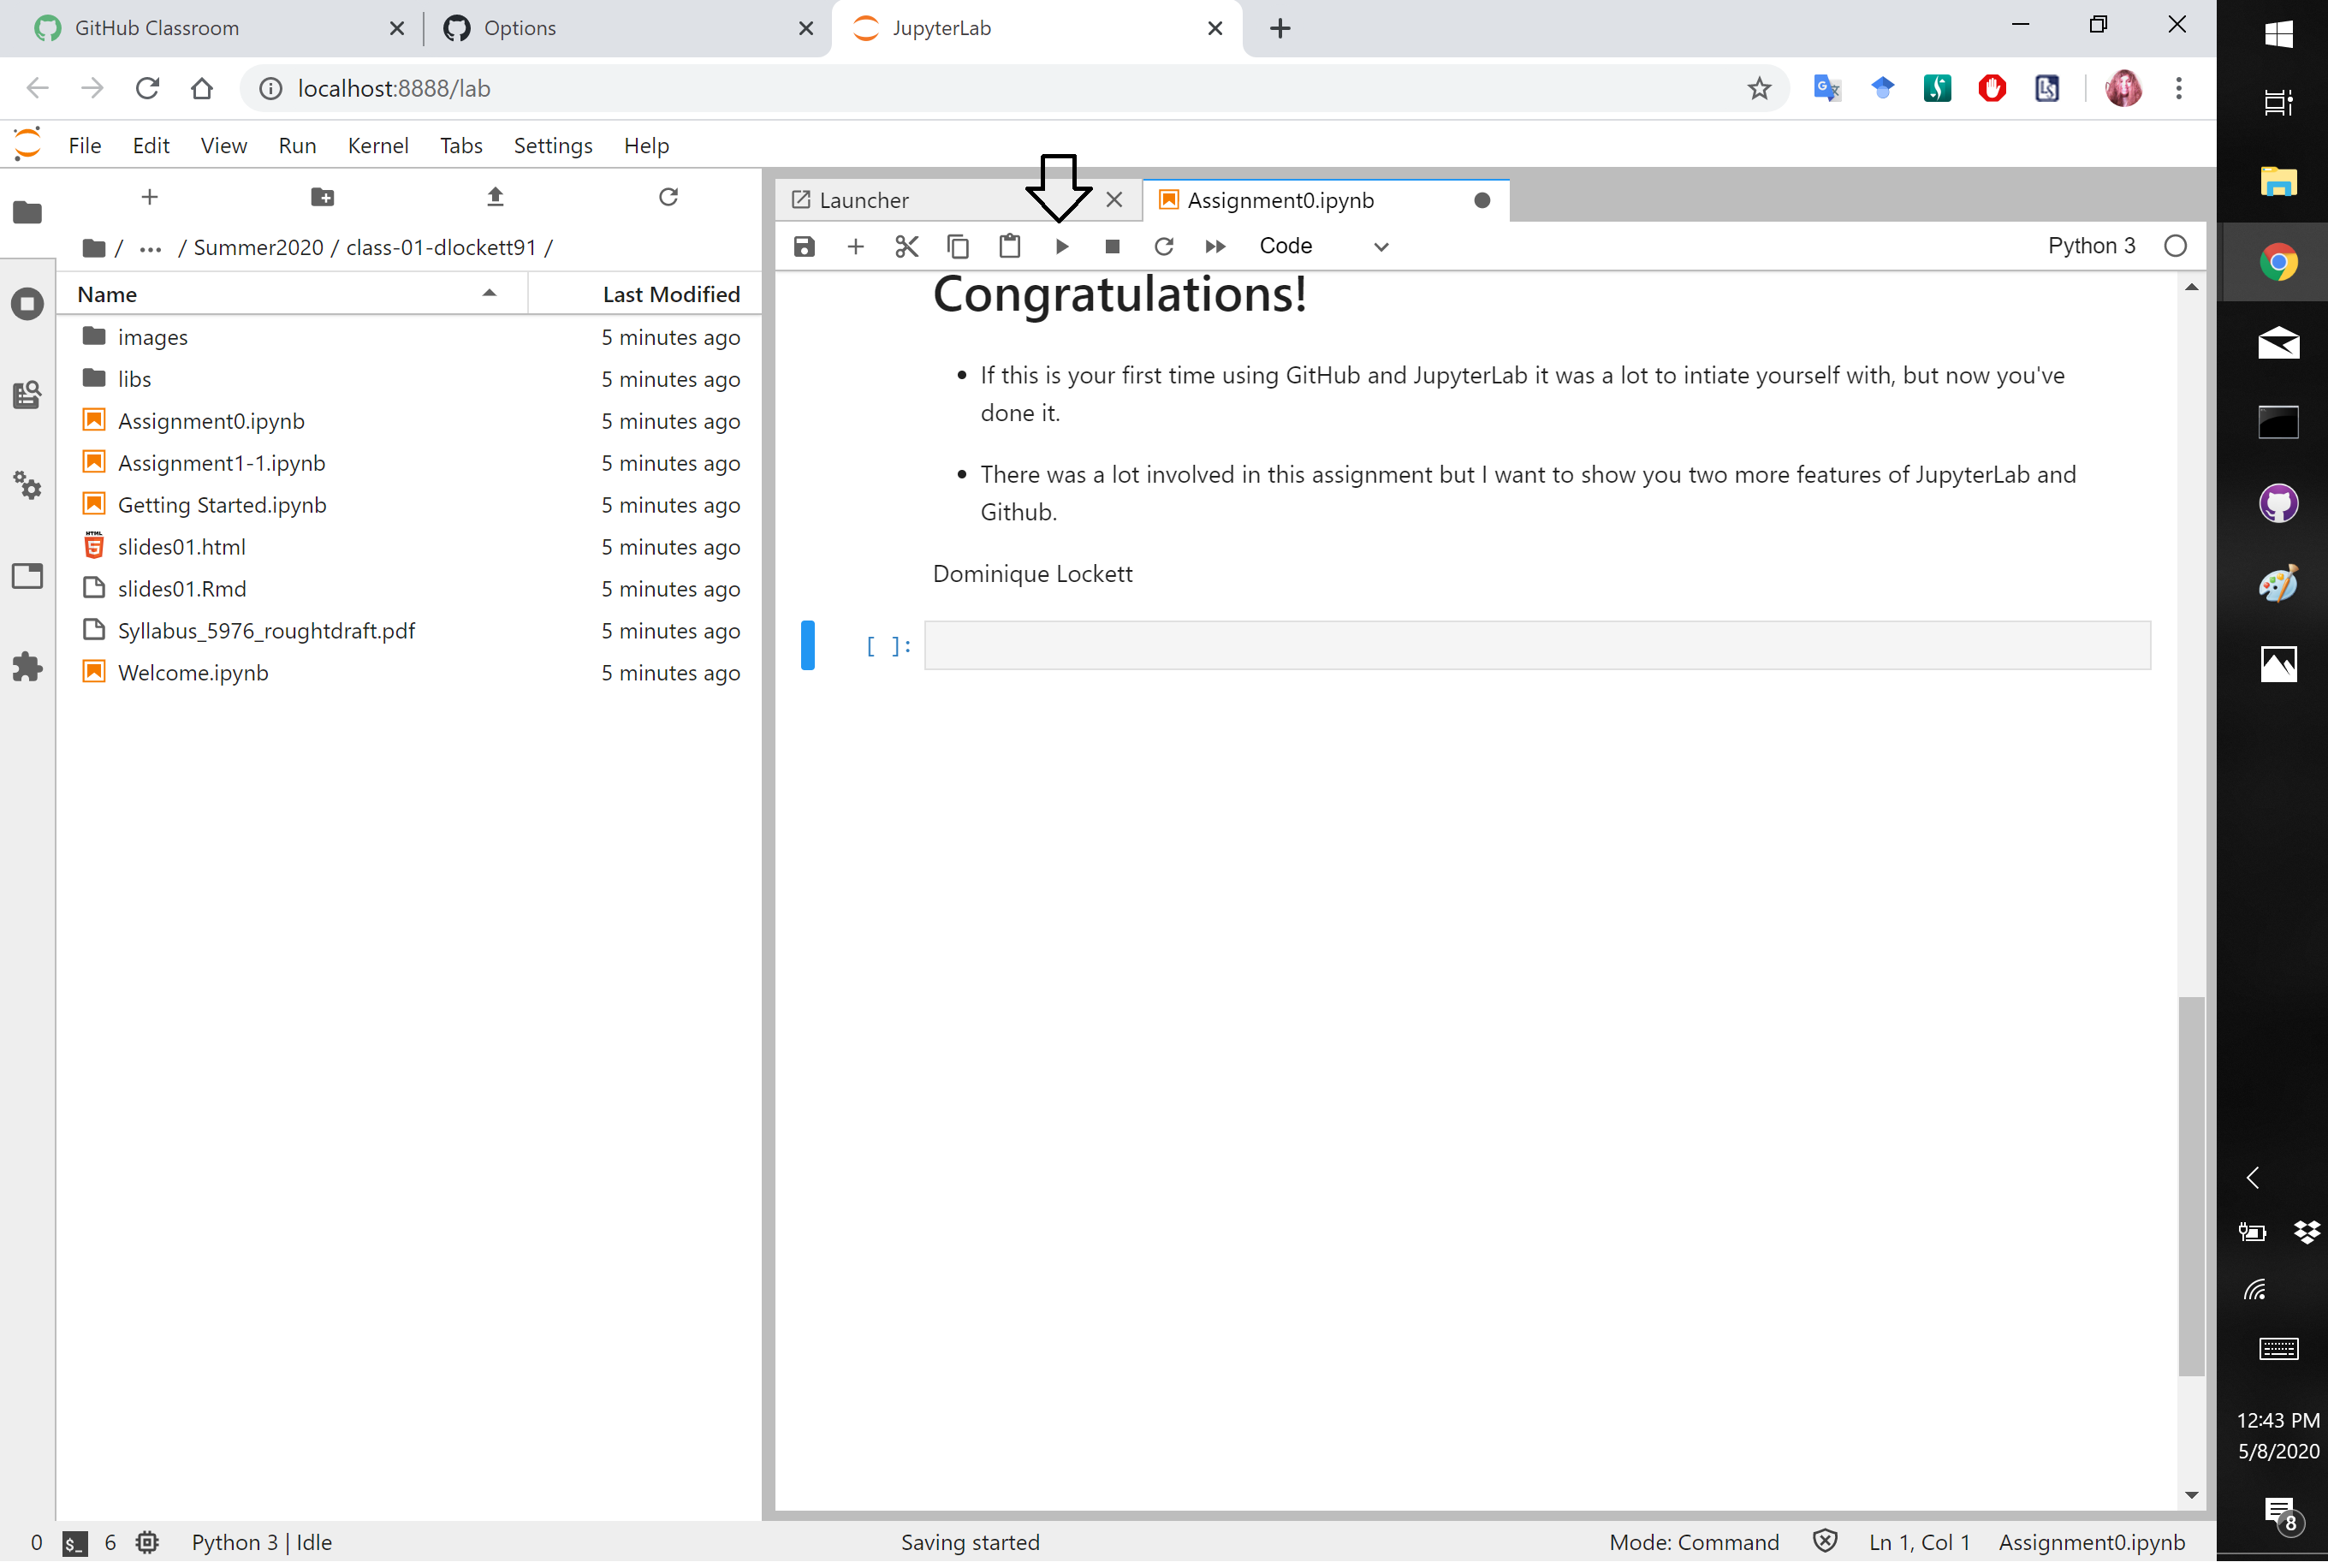 GitHub Classroom
Options
JupyterLab
localhost:8888/lab
File Edit View Run Kernel Tabs Settings Help
Launcher
Assignment0.ipynb
/ ... / Summer2020 / class-01-dlockett91 /
Code
Python 3
Name Last Modified
images 5 minutes ago
libs 5 minutes ago
Assignment0.ipynb 5 minutes ago
Assignment1-1.ipynb 5 minutes ago
Getting Started.ipynb 5 minutes ago
slides01.html 5 minutes ago
slides01.Rmd 5 minutes ago
Syllabus_5976_roughtdraft.pdf 5 minutes ago
Welcome.ipynb 5 minutes ago
Congratulations!
• If this is your first time using GitHub and JupyterLab it was a lot to intiate yourself with, but now you've
done it.
• There was a lot involved in this assignment but I want to show you two more features of JupyterLab and
Github.
Dominique Lockett
[ ]:
12:43 PM
5/8/2020
8
0 $_ 6 Python 3 | Idle Saving started Mode: Command Ln 1, Col 1 Assignment0.ipynb